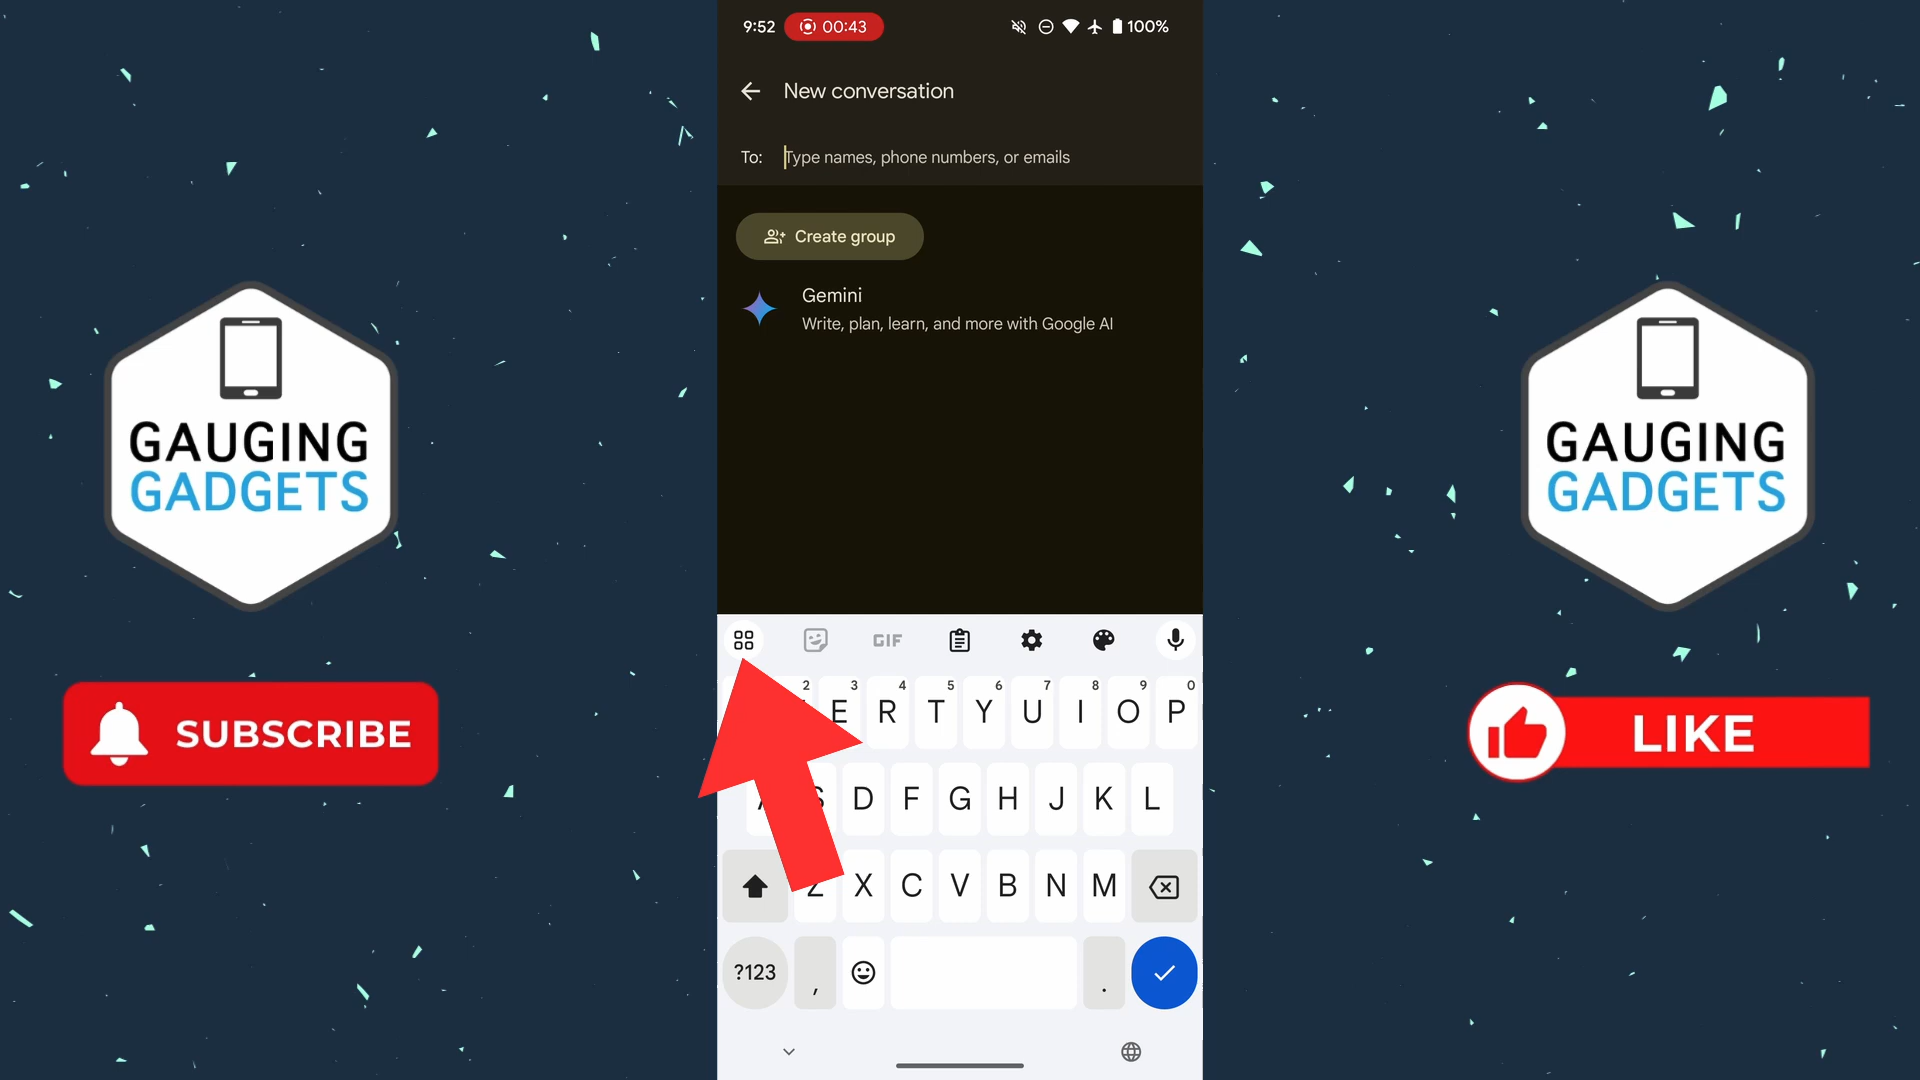 9:52 00:43 100%
New conversation
To: Type names, phone numbers, or emails
Create group
Gemini
Write, plan, learn, and more with Google AI
GAUGING
GADGETS
SUBSCRIBE
GAUGING
GADGETS
LIKE
GIF
2 3 4 5 6 7 8 9 0
E R T Y U I O P
S D F G H J K L
Z X C V B N M
?123 , .